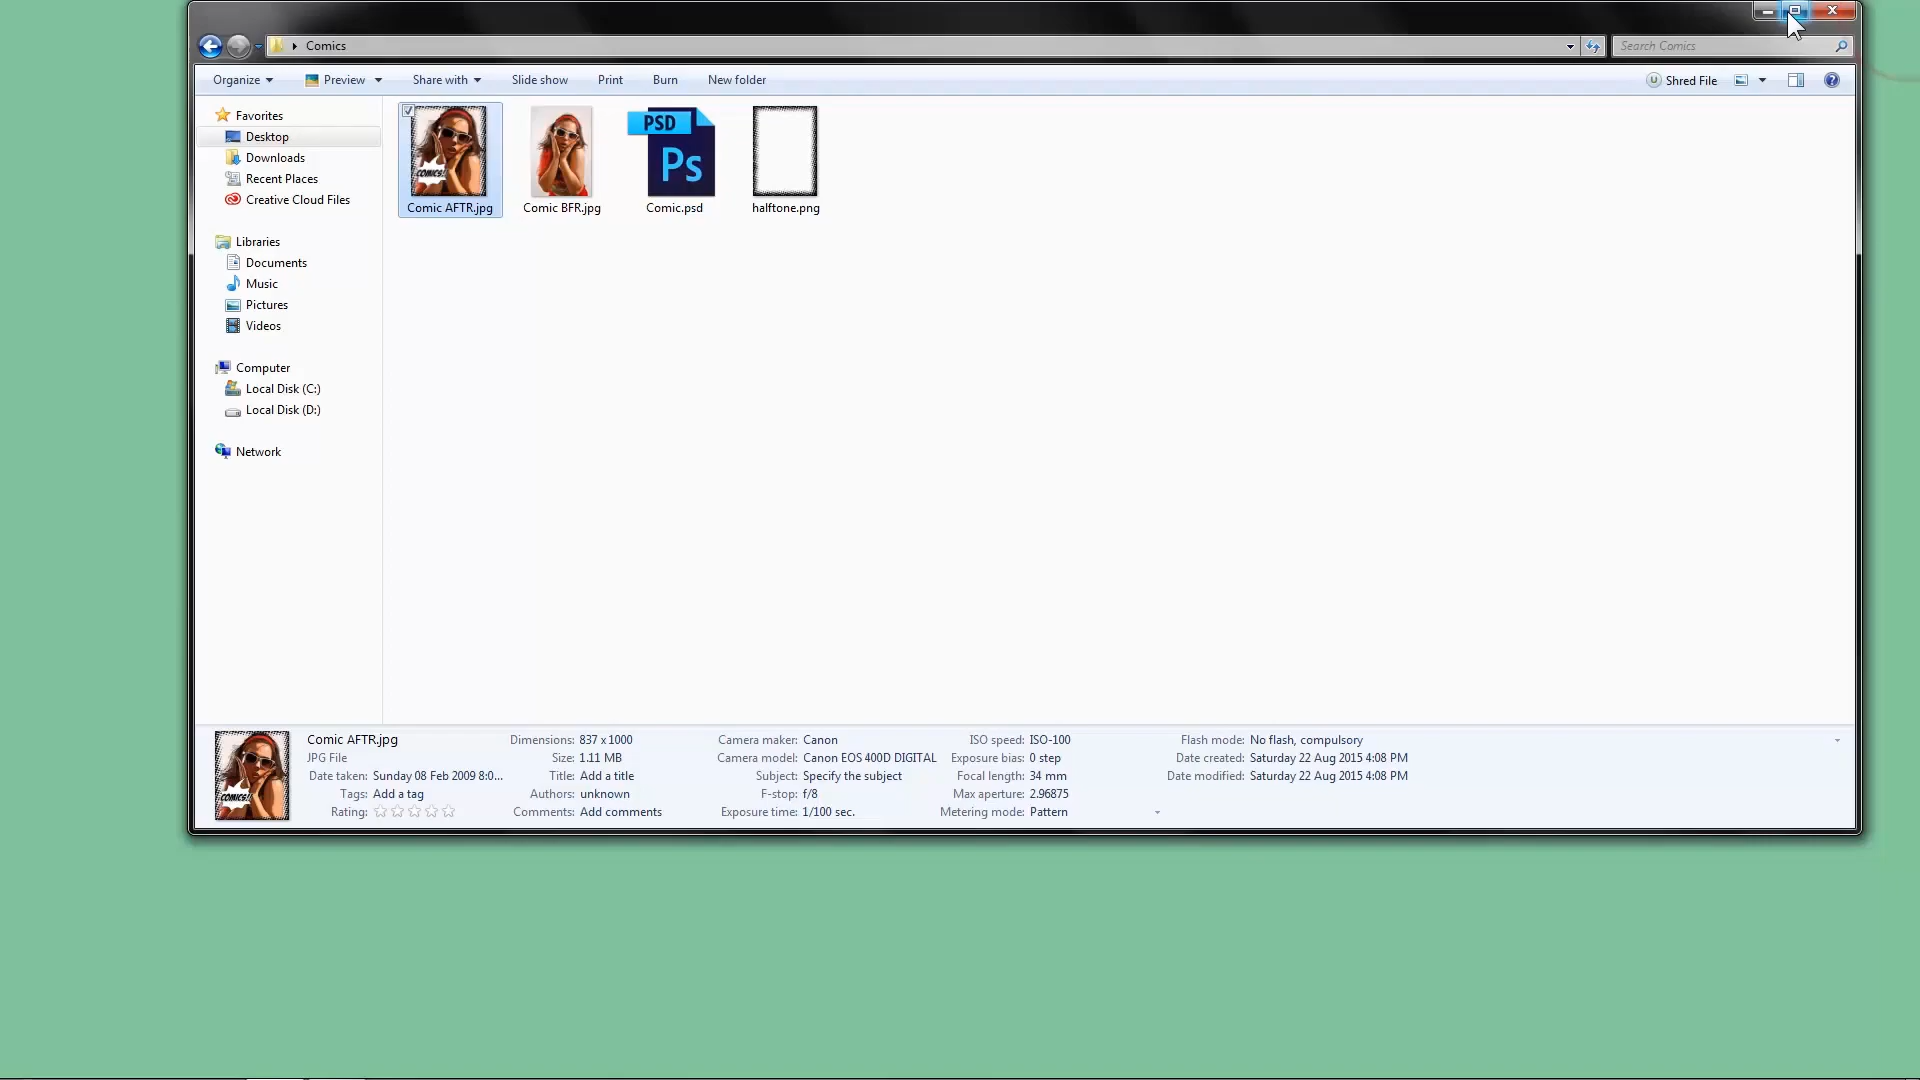 Comics
Search Comics
Organize Preview Share with Slide show Print Burn New folder Shred File
Favorites
Desktop
Downloads
Recent Places
Creative Cloud Files
Libraries
Documents
Music
Pictures
Videos
Computer
Local Disk (C:)
Local Disk (D:)
Network
COMICS!
PSD
Ps
Comic AFTR.jpg
Comic BFR.jpg
Comic.psd
halftone.png
COMICS!
Comic AFTR.jpg Dimensions: 837 x 1000 Camera maker: Canon ISO speed: ISO-100 Flash mode: No flash, compulsory
JPG File Size: 1.11 MB Camera model: Canon EOS 400D DIGITAL Exposure bias: 0 step Date created: Saturday 22 Aug 2015 4:08 PM
Date taken: Sunday 08 Feb 2009 8:0... Title: Add a title Subject: Specify the subject Focal length: 34 mm Date modified: Saturday 22 Aug 2015 4:08 PM
Tags: Add a tag Authors: unknown F-stop: f/8 Max aperture: 2.96875
Rating: Comments: Add comments Exposure time: 1/100 sec. Metering mode: Pattern